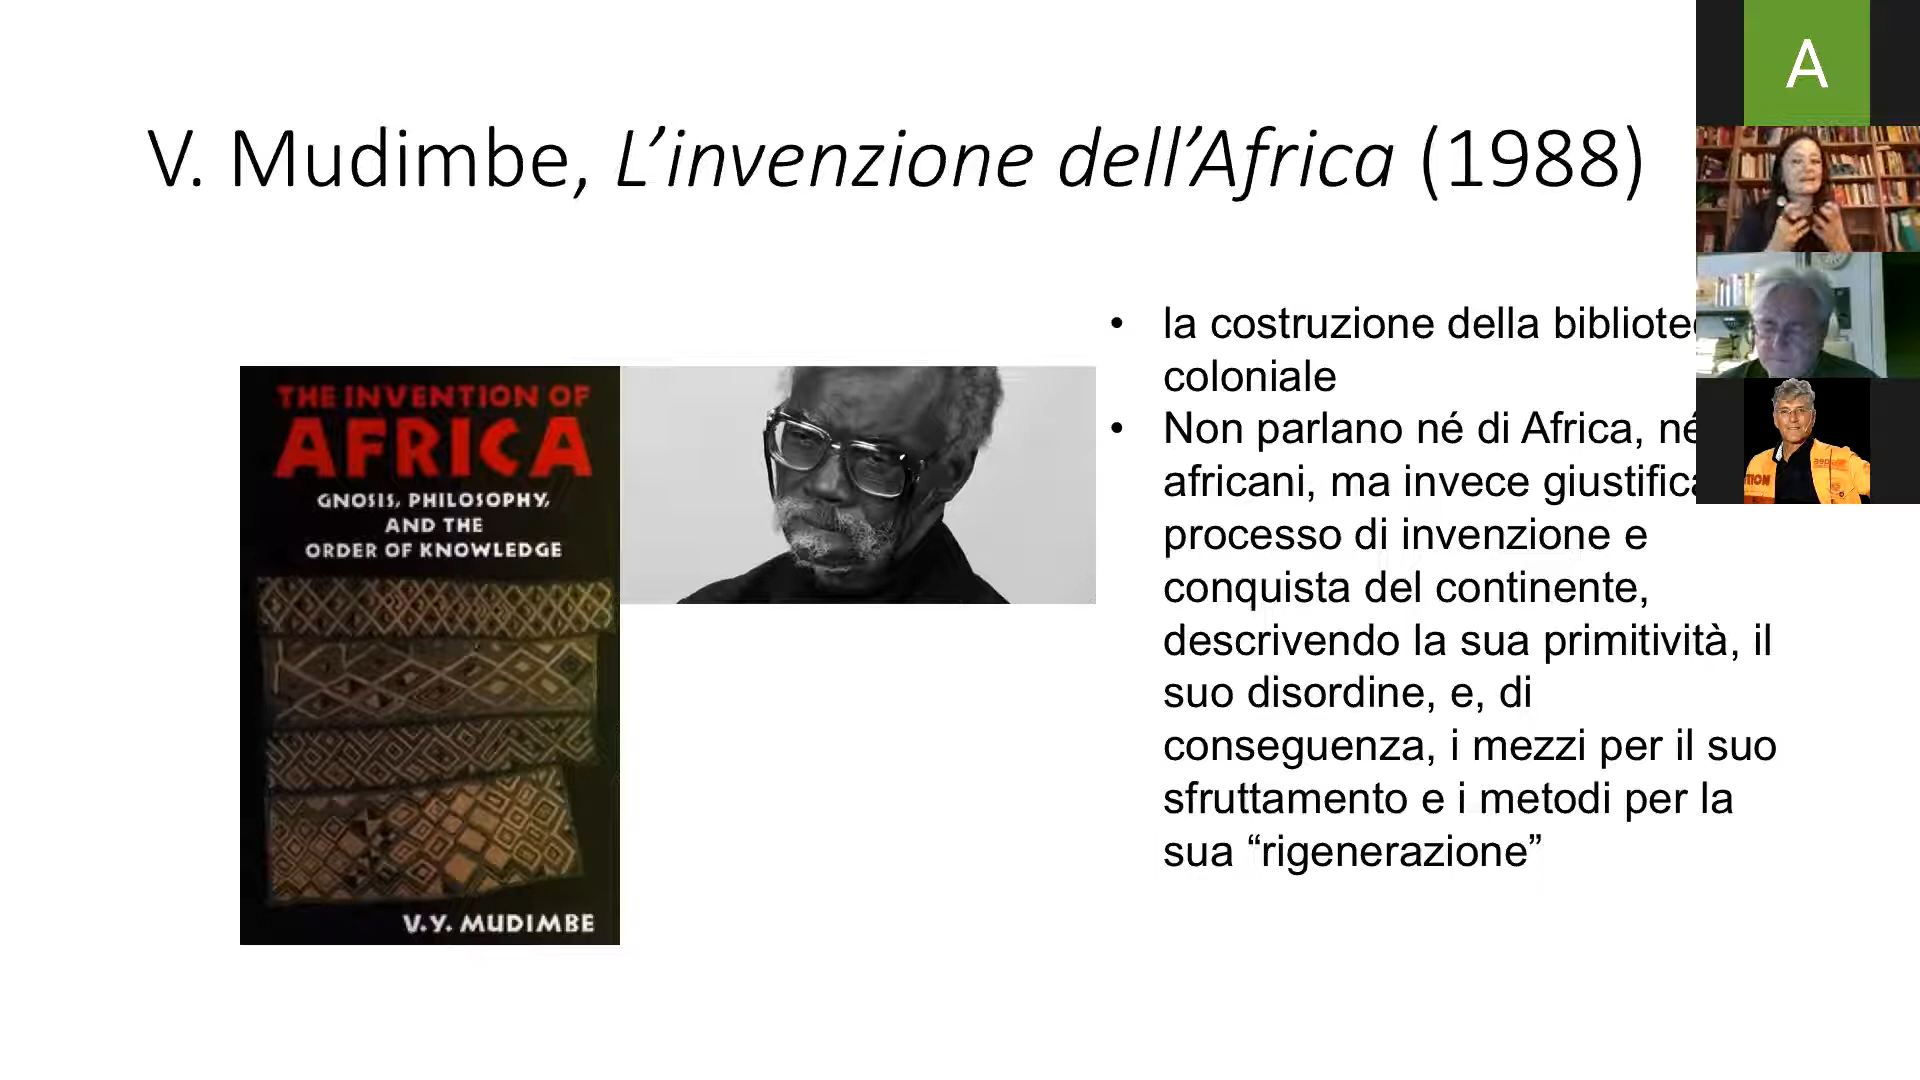 V. Mudimbe, L’invenzione dell’Africa (1988)
A
THE INVENTION OF
AFRICA
GNOSIS, PHILOSOPHY,
AND THE
ORDER OF KNOWLEDGE
V.Y. MUDIMBE
• la costruzione della
coloniale
• Non parlano né di Africa, né
africani, ma invece
processo di invenzione e
conquista del continente,
descrivendo la sua primitività, il
suo disordine, e, di
conseguenza, i mezzi per il suo
sfruttamento e i metodi per la
sua “rigenerazione”